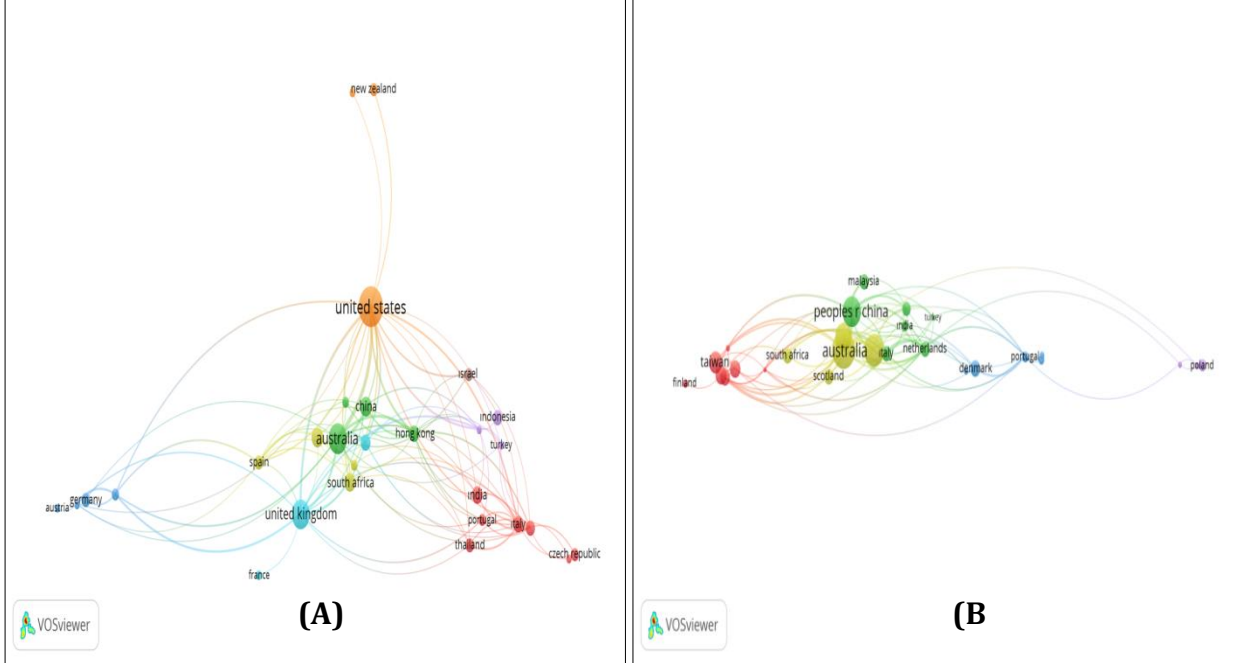 new zealand
united states
israel
china
indonesia
australia
hong kong
turkey
spain
south africa
india
germany
austria
united kingdom
portugal
italy
thailand
czech republic
france
(A)
VOSviewer
malaysia
peoples r china
turkey
india
australia
italy
netherlands
south africa
portugal
taiwan
poland
denmark
scotland
finland
(B
VOSviewer